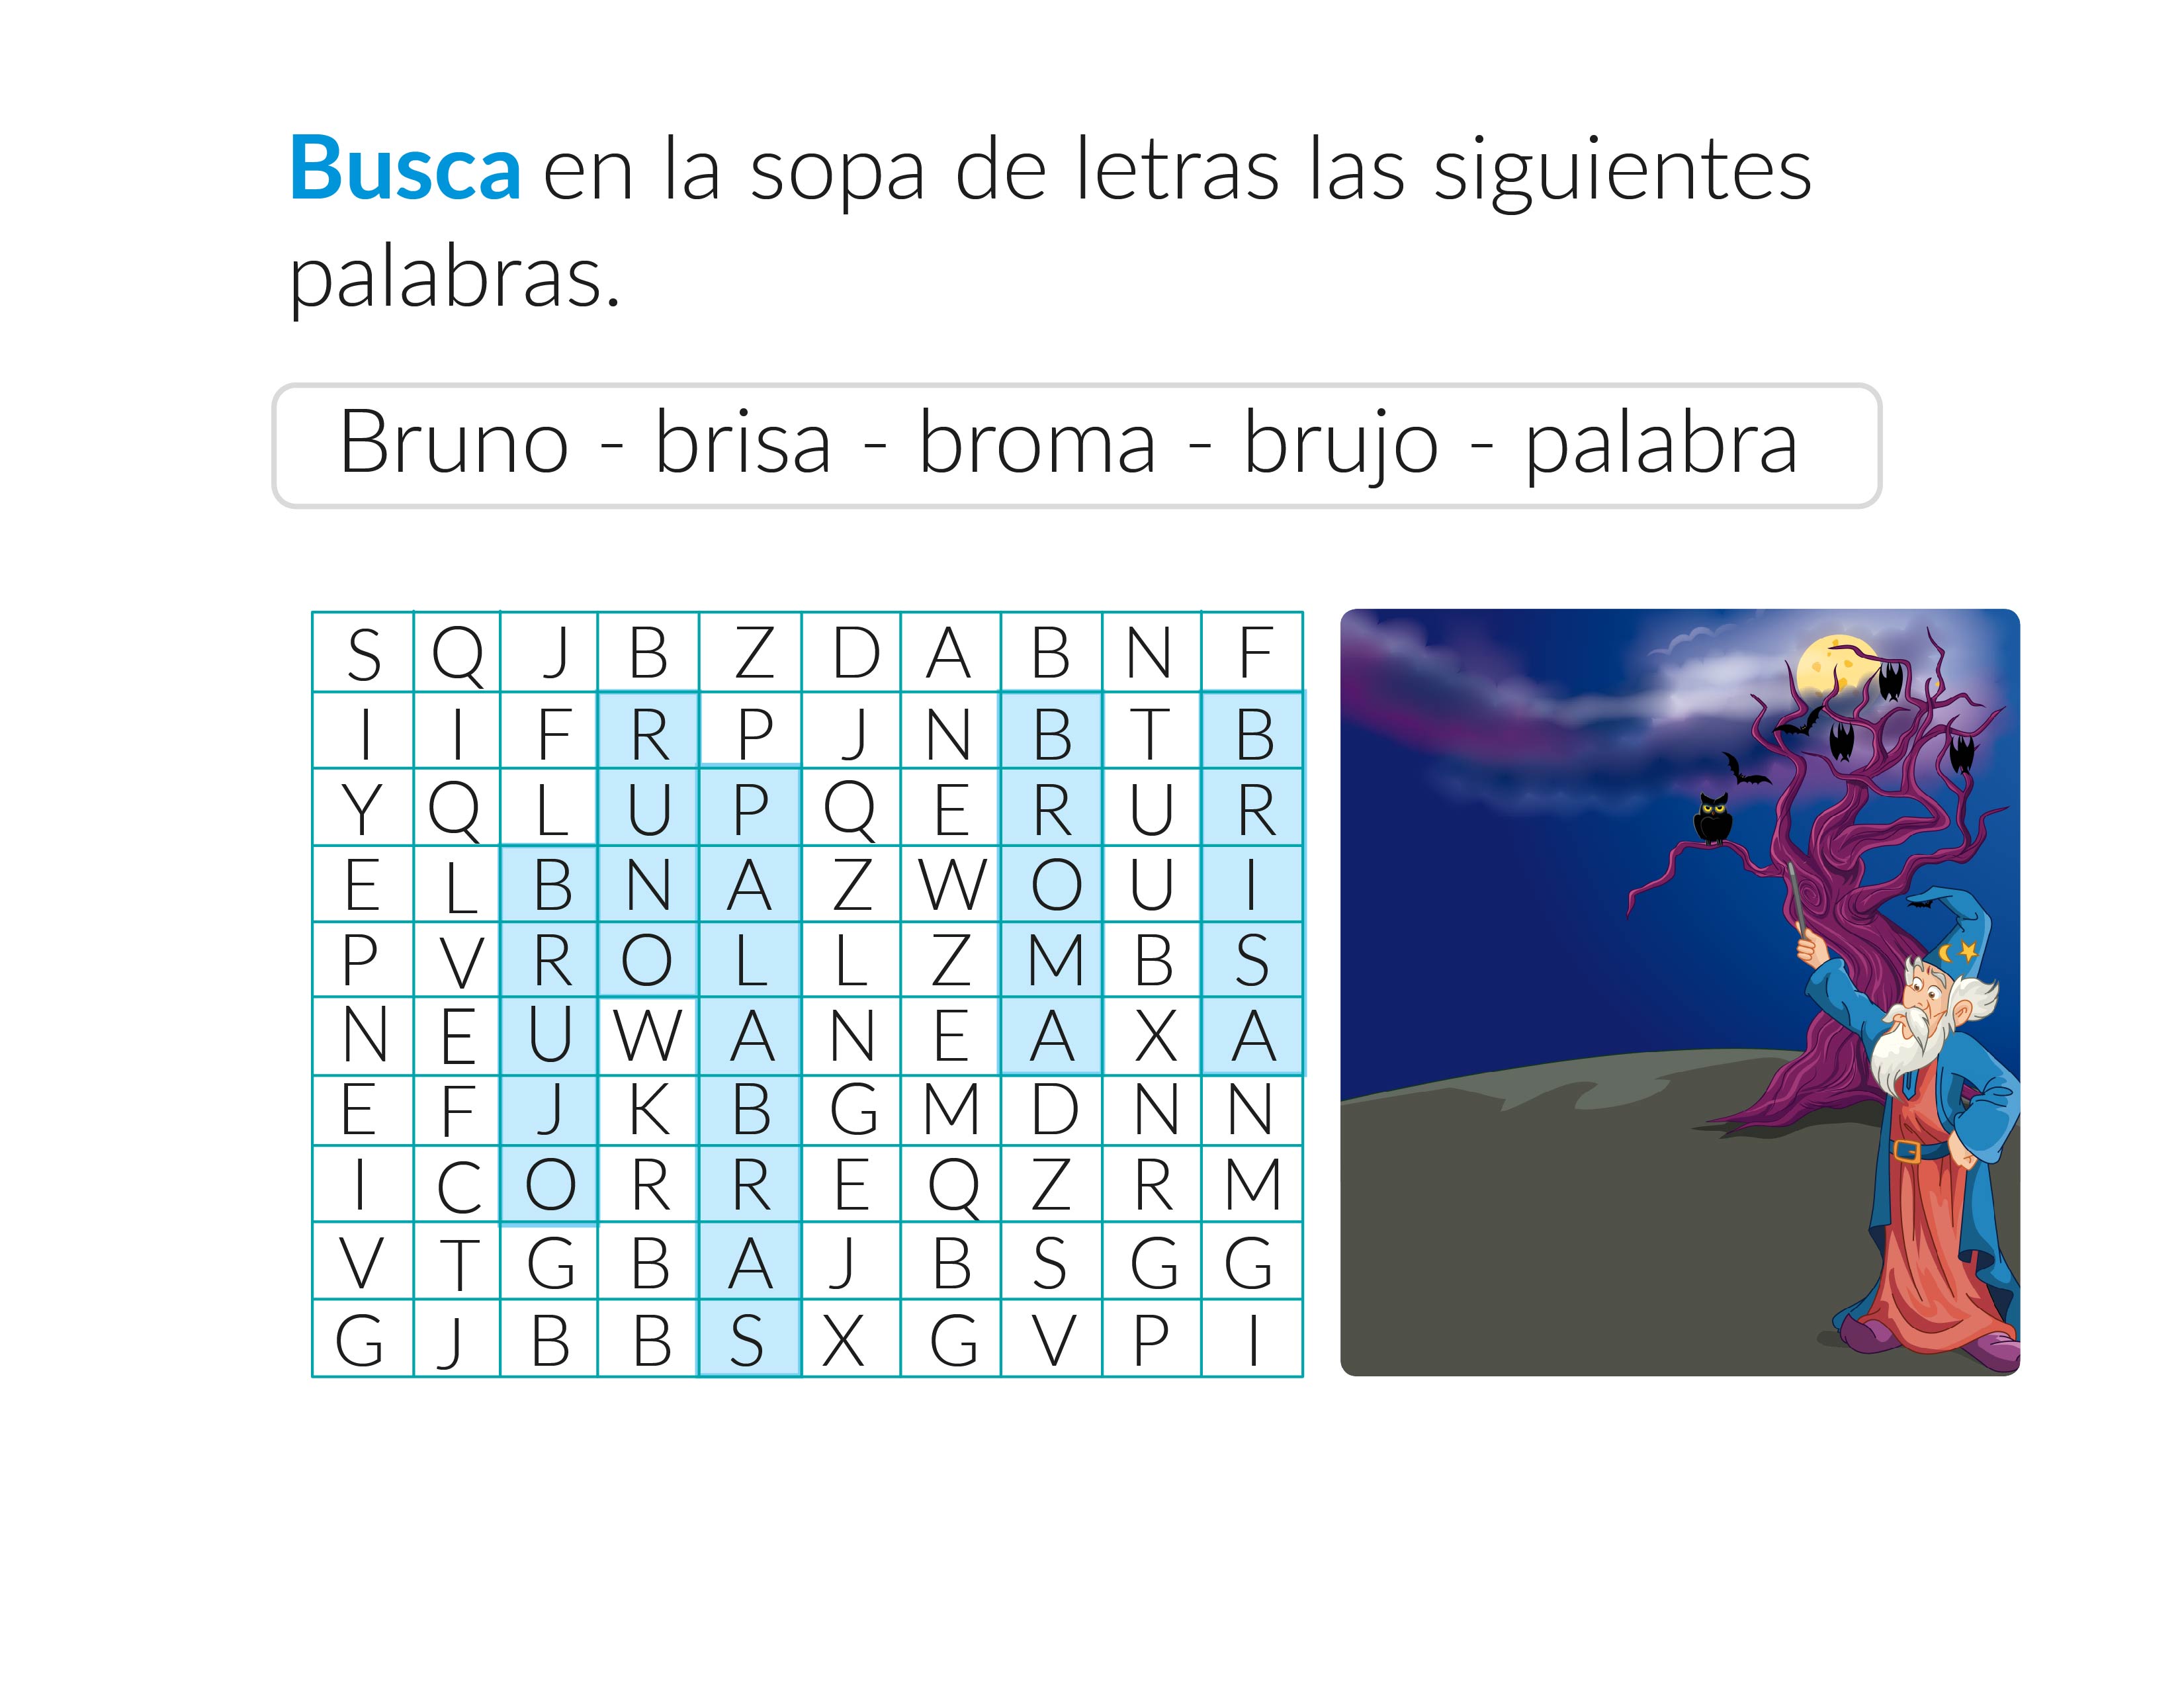 Busca en la sopa de letras las siguientes
palabras.
Bruno - brisa - broma - brujo - palabra
S Q J B Z D A B N F
I I F R P J N B T B
Y Q L U P Q E R U R
E L B N A Z W O U I
P V R O L L Z M B S
N E U W A N E A X A
E F J K B G M D N N
I C O R R E Q Z R M
V T G B A J B S G G
G J B B S X G V P I